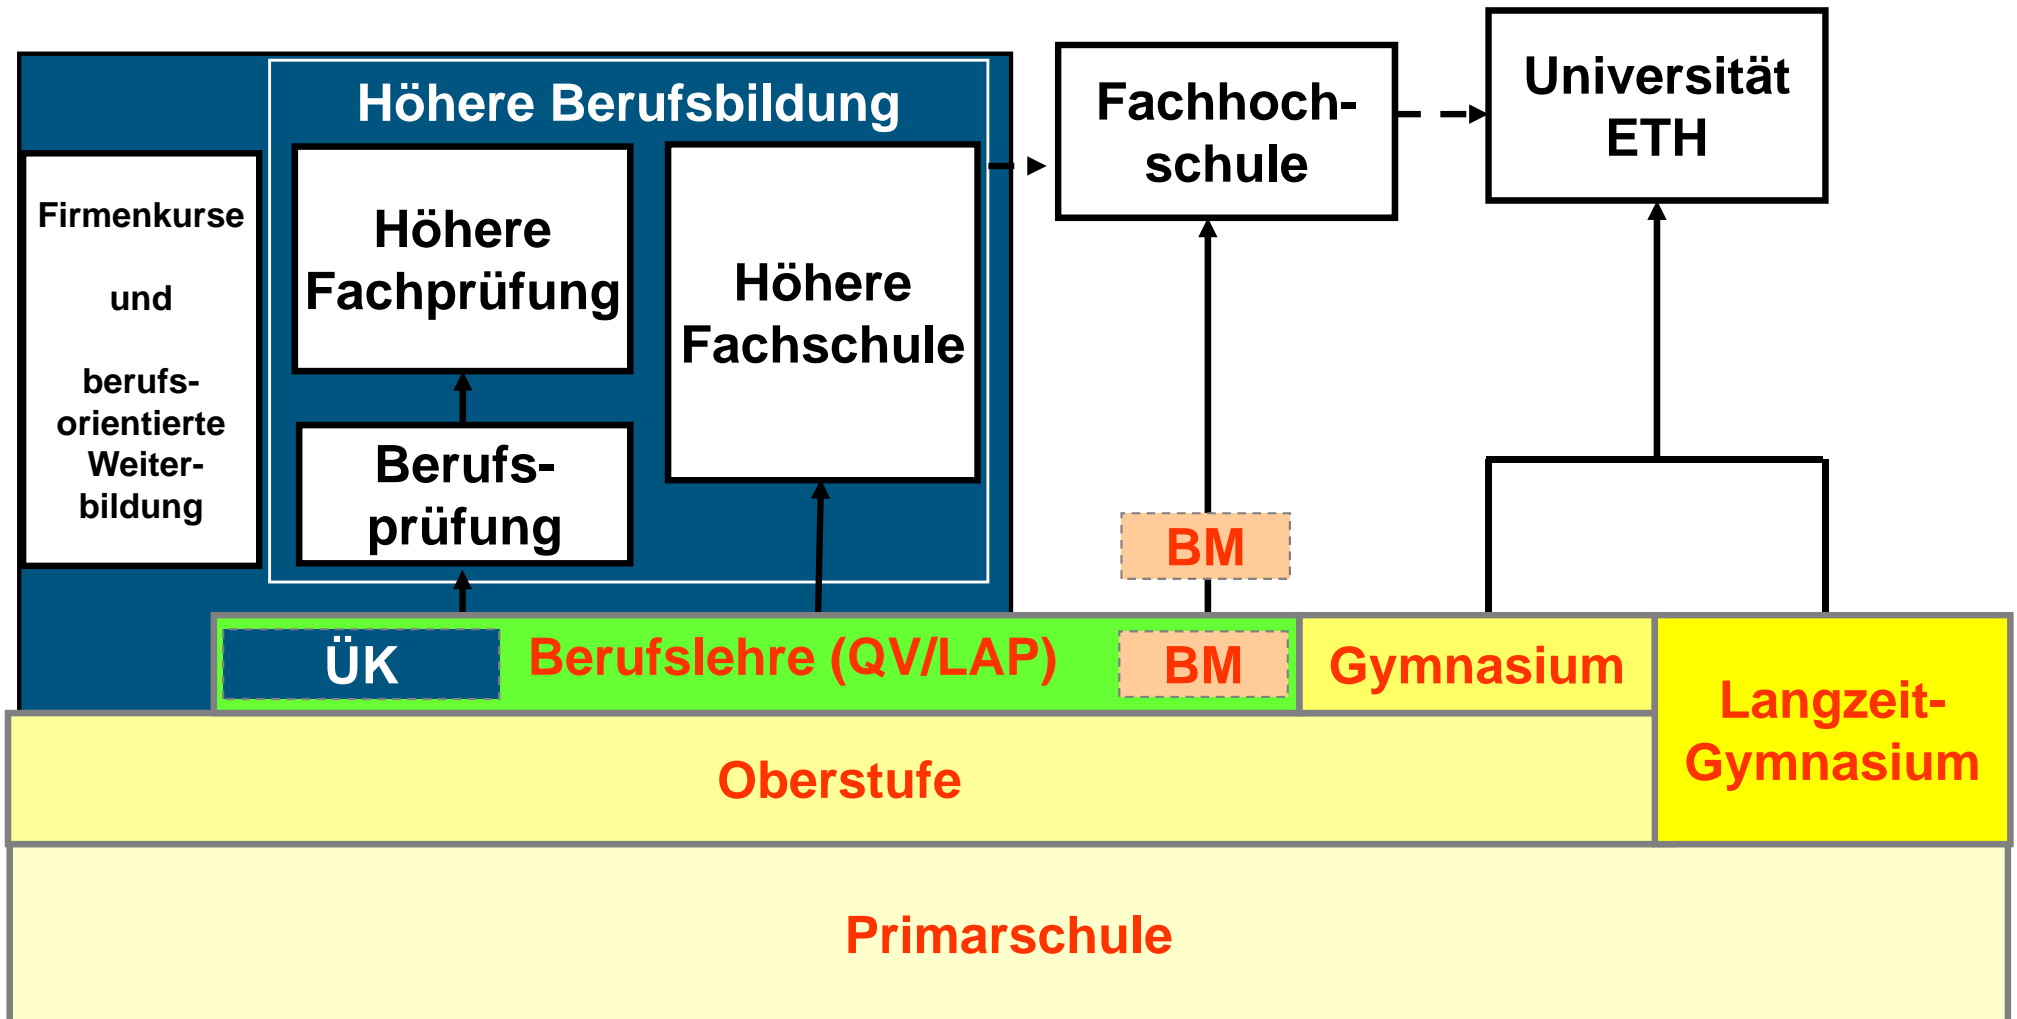 Höhere Berufsbildung
Firmenkurse
und
berufs-
orientierte
Weiter-
bildung
Höhere
Fachprüfung
Berufs-
prüfung
Höhere
Fachschule
Fachhoch-
schule
Universität
ETH
BM
ÜK
Berufslehre (QV/LAP)
BM
Gymnasium
Langzeit-
Gymnasium
Oberstufe
Primarschule